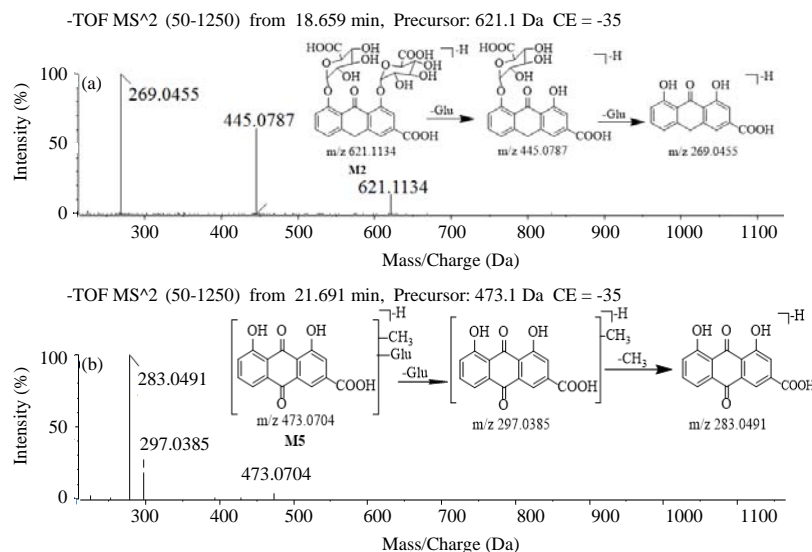 -TOF MS^2 (50-1250) from 18.659 min, Precursor: 621.1 Da CE = -35
(a)
Intensity (%)
100
50
0
269.0455
445.0787
621.1134
HOOC
OH
OH
O
OH
O
O
O
COOH
OH
OH
OH
O
COOH
m/z 621.1134
M2
⌉-H
-Glu
HOOC
OH
OH
O
OH
O
O
OH
COOH
m/z 445.0787
⌉-H
-Glu
OH
O
OH
COOH
m/z 269.0455
⌉-H
300 400 500 600 700 800 900 1000 1100
Mass/Charge (Da)
-TOF MS^2 (50-1250) from 21.691 min, Precursor: 473.1 Da CE = -35
(b)
Intensity (%)
100
50
0
283.0491
297.0385
473.0704
OH
O
OH
COOH
O
m/z 473.0704
M5
⌉-H
CH3
Glu
-Glu
OH
O
OH
COOH
O
m/z 297.0385
⌉-H
CH3
-CH3
OH
O
OH
COOH
O
m/z 283.0491
⌉-H
300 400 500 600 700 800 900 1000 1100
Mass/Charge (Da)